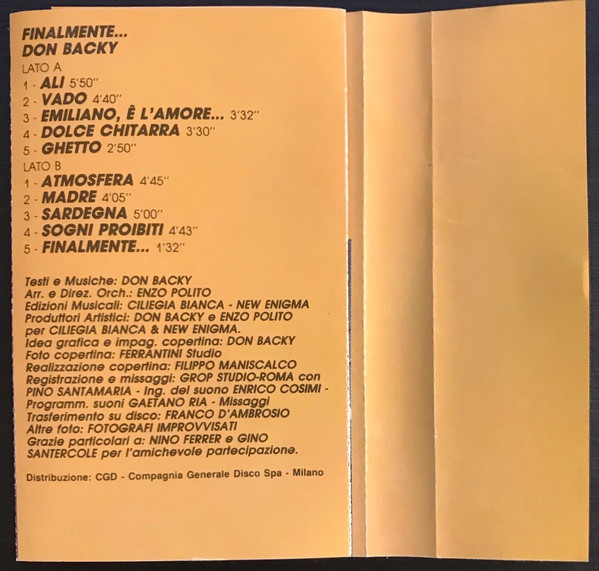 FINALMENTE...
DON BACKY
LATO A
1 - ALI 5'50"
2 - VADO 4'40"
3 - EMILIANO, È L'AMORE... 3'32"
4 - DOLCE CHITARRA 3'30"
5 - GHETTO 2'50"
LATO B
1 - ATMOSFERA 4'45"
2 - MADRE 4'05"
3 - SARDEGNA 5'00"
4 - SOGNI PROIBITI 4'43"
5 - FINALMENTE... 1'32"
Testi e Musiche: DON BACKY
Arr. e Direz. Orch.: ENZO POLITO
Edizioni Musicali: CILIEGIA BIANCA - NEW ENIGMA
Produttori Artistici: DON BACKY e ENZO POLITO
per CILIEGIA BIANCA & NEW ENIGMA.
Idea grafica e impag. copertina: DON BACKY
Foto copertina: FERRANTINI Studio
Realizzazione copertina: FILIPPO MANISCALCO
Registrazione e missaggi: GROP STUDIO-ROMA con
PINO SANTAMARIA - Ing. del suono ENRICO COSIMI -
Programm. suoni GAETANO RIA - Missaggi
Trasferimento su disco: FRANCO D'AMBROSIO
Altre foto: FOTOGRAFI IMPROVVISATI
Grazie particolari a: NINO FERRER e GINO
SANTERCOLE per l'amichevole partecipazione.
Distribuzione: CGD - Compagnia Generale Disco Spa - Milano